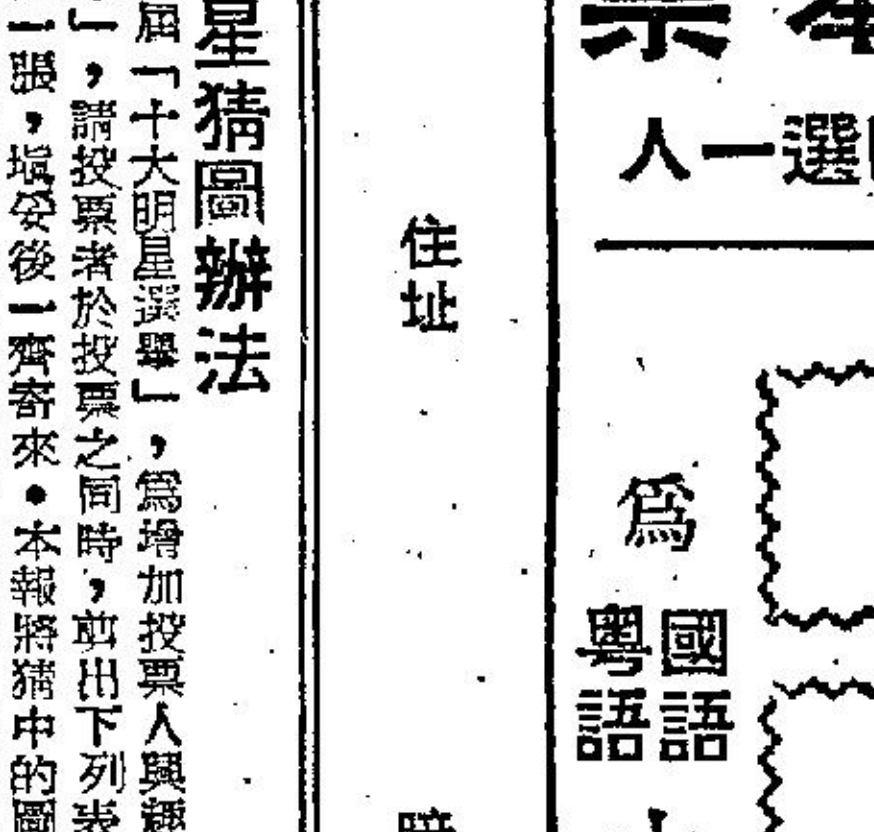 人一選
爲
國語
粵語
住址
星猜圖辦法
屆「十大明星選舉」，爲增加投票人興趣
」，請投票者於投票之同時，剪出下列表
一張，塡妥後一齊寄來。本報將猜中的圖